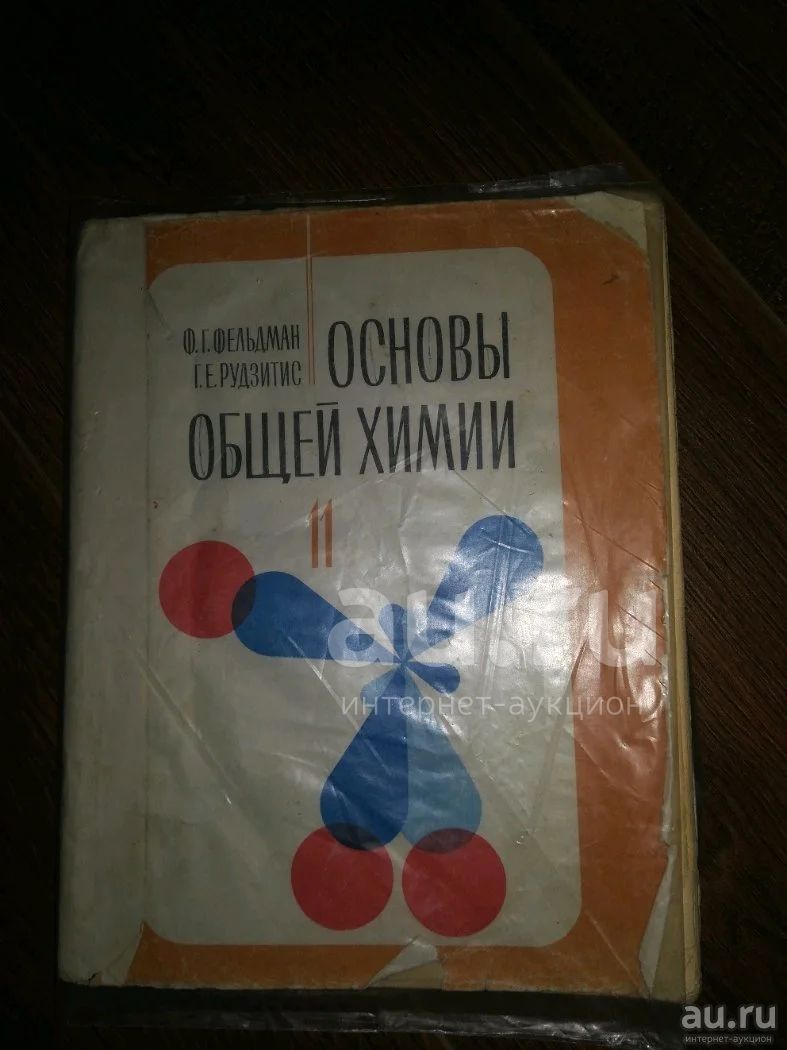 Ф.Г.ФЕЛЬДМАН
Г.Е.РУДЗИТИС
ОСНОВЫ
ОБЩЕЙ ХИМИИ
11
au.ru
интернет-аукцион
au.ru
интернет-аукцион